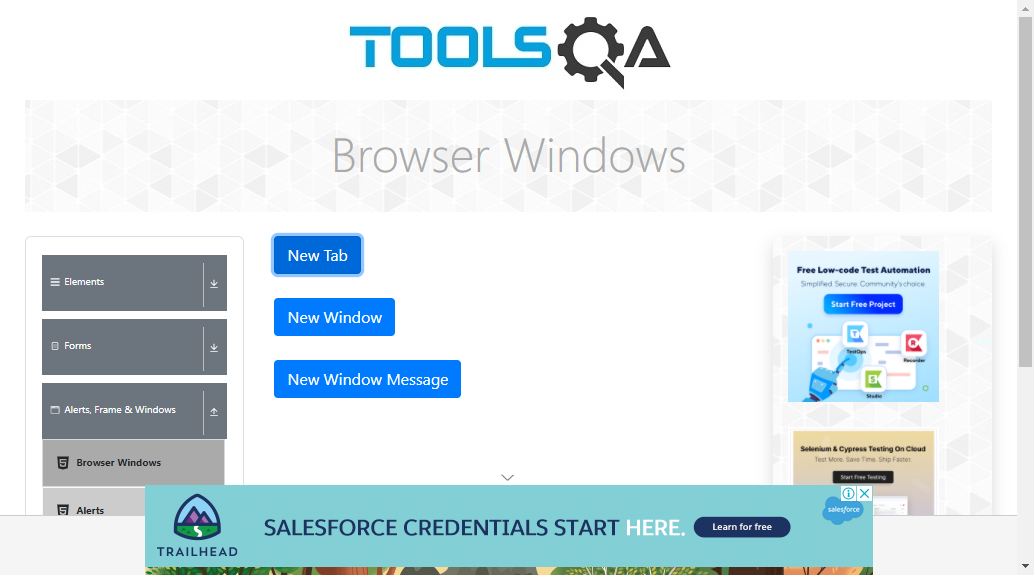 TOOLSQA
Browser Windows
Elements
Forms
Alerts, Frame & Windows
Browser Windows
Alerts
New Tab
New Window
New Window Message
Free Low-code Test Automation
Simplified. Secure. Community's choice
Start Free Project
TestOps
Recorder
Studio
Selenium & Cypress Testing On Cloud
Test More. Save Time. Ship Faster.
Start Free Testing
TRAILHEAD
SALESFORCE CREDENTIALS START HERE.
Learn for free
salesforce